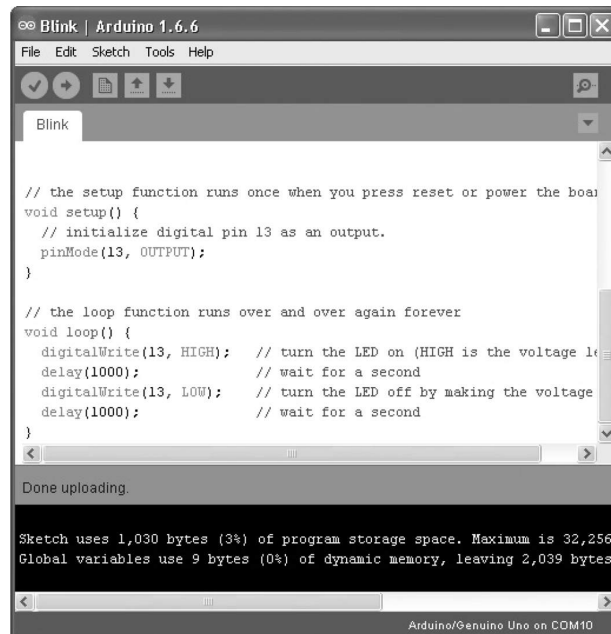 Blink | Arduino 1.6.6
File Edit Sketch Tools Help
Blink
// the setup function runs once when you press reset or power the boar
void setup() {
  // initialize digital pin 13 as an output.
  pinMode(13, OUTPUT);
}
// the loop function runs over and over again forever
void loop() {
  digitalWrite(13, HIGH);   // turn the LED on (HIGH is the voltage le
  delay(1000);              // wait for a second
  digitalWrite(13, LOW);    // turn the LED off by making the voltage
  delay(1000);              // wait for a second
}
Done uploading.
Sketch uses 1,030 bytes (3%) of program storage space. Maximum is 32,256
Global variables use 9 bytes (0%) of dynamic memory, leaving 2,039 bytes
Arduino/Genuino Uno on COM10